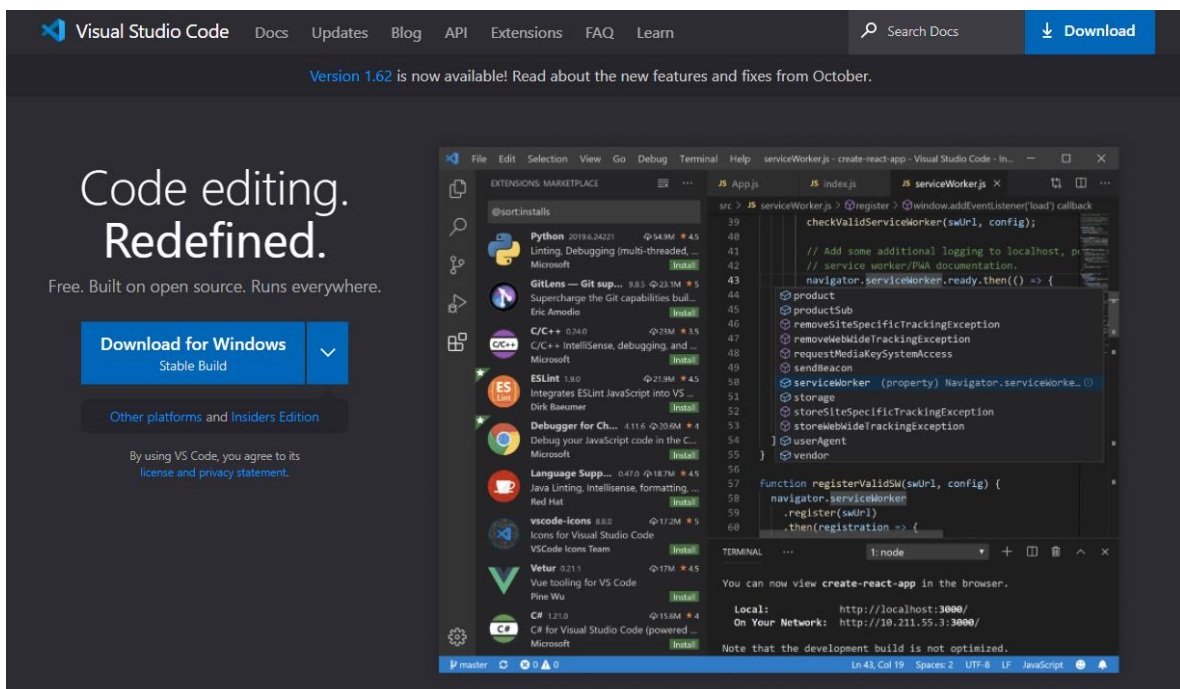 Visual Studio Code Docs Updates Blog API Extensions FAQ Learn Search Docs Download
Version 1.62 is now available! Read about the new features and fixes from October.
Code editing.
Redefined.
Free. Built on open source. Runs everywhere.
Download for Windows
Stable Build
Other platforms and Insiders Edition
By using VS Code, you agree to its
license and privacy statement.
File Edit Selection View Go Debug Terminal Help serviceWorker.js - create-react-app - Visual Studio Code - In...
EXTENSIONS: MARKETPLACE
@sort:installs
Python 2019.6.24221 54.9M 4.5
Linting, Debugging (multi-threaded, ...
Microsoft Install
GitLens — Git sup... 9.8.5 23.1M 5
Supercharge the Git capabilities buil...
Eric Amodio Install
C/C++ 0.24.0 23M 3.5
C/C++ IntelliSense, debugging, and ...
Microsoft Install
ESLint 1.9.0 21.9M 4.5
Integrates ESLint JavaScript into VS ...
Dirk Baeumer Install
Debugger for Ch... 4.11.6 20.6M 4
Debug your JavaScript code in the C...
Microsoft Install
Language Supp... 0.47.0 18.7M 4.5
Java Linting, Intellisense, formatting, ...
Red Hat Install
vscode-icons 8.8.0 17.2M 5
Icons for Visual Studio Code
VSCode Icons Team Install
Vetur 0.21.1 17M 4.5
Vue tooling for VS Code
Pine Wu Install
C# 1.21.0 15.6M 4
C# for Visual Studio Code (powered ...
Microsoft Install
JS App.js JS index.js JS serviceWorker.js
src > JS serviceWorker.js > register > window.addEventListener('load') callback
39 checkValidServiceWorker(swUrl, config);
40
41 // Add some additional logging to localhost, p
42 // service worker/PWA documentation.
43 navigator.serviceWorker.ready.then(() => {
44 product
45 productSub
46 removeSiteSpecificTrackingException
47 removeWebWideTrackingException
48 requestMediaKeySystemAccess
49 sendBeacon
50 serviceWorker (property) Navigator.serviceWorke...
51 storage
52 storeSiteSpecificTrackingException
53 storeWebWideTrackingException
54 } userAgent
55 } vendor
56
57 function registerValidSW(swUrl, config) {
58 navigator.serviceWorker
59 .register(swUrl)
60 .then(registration => {
TERMINAL ... 1: node
You can now view create-react-app in the browser.
Local: http://localhost:3000/
On Your Network: http://10.211.55.3:3000/
Note that the development build is not optimized.
master 0 0 Ln 43, Col 19 Spaces: 2 UTF-8 LF JavaScript